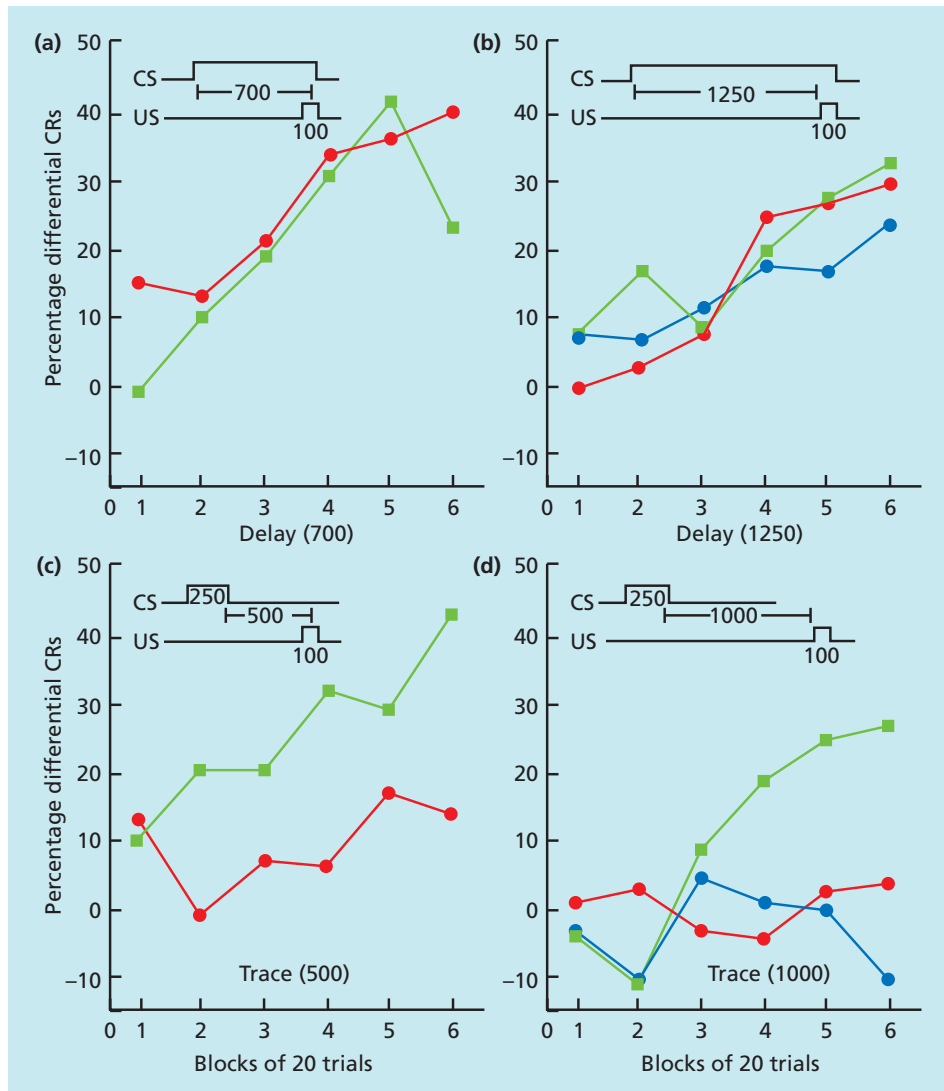 (a)
50
40
30
20
10
0
−10
Percentage differential CRs
CS
700
US
100
0 1 2 3 4 5 6
Delay (700)
(b)
50
40
30
20
10
0
−10
CS
1250
US
100
0 1 2 3 4 5 6
Delay (1250)
(c)
50
40
30
20
10
0
−10
Percentage differential CRs
CS
250
500
US
100
Trace (500)
0 1 2 3 4 5 6
Blocks of 20 trials
(d)
50
40
30
20
10
0
−10
CS
250
1000
US
100
Trace (1000)
0 1 2 3 4 5 6
Blocks of 20 trials